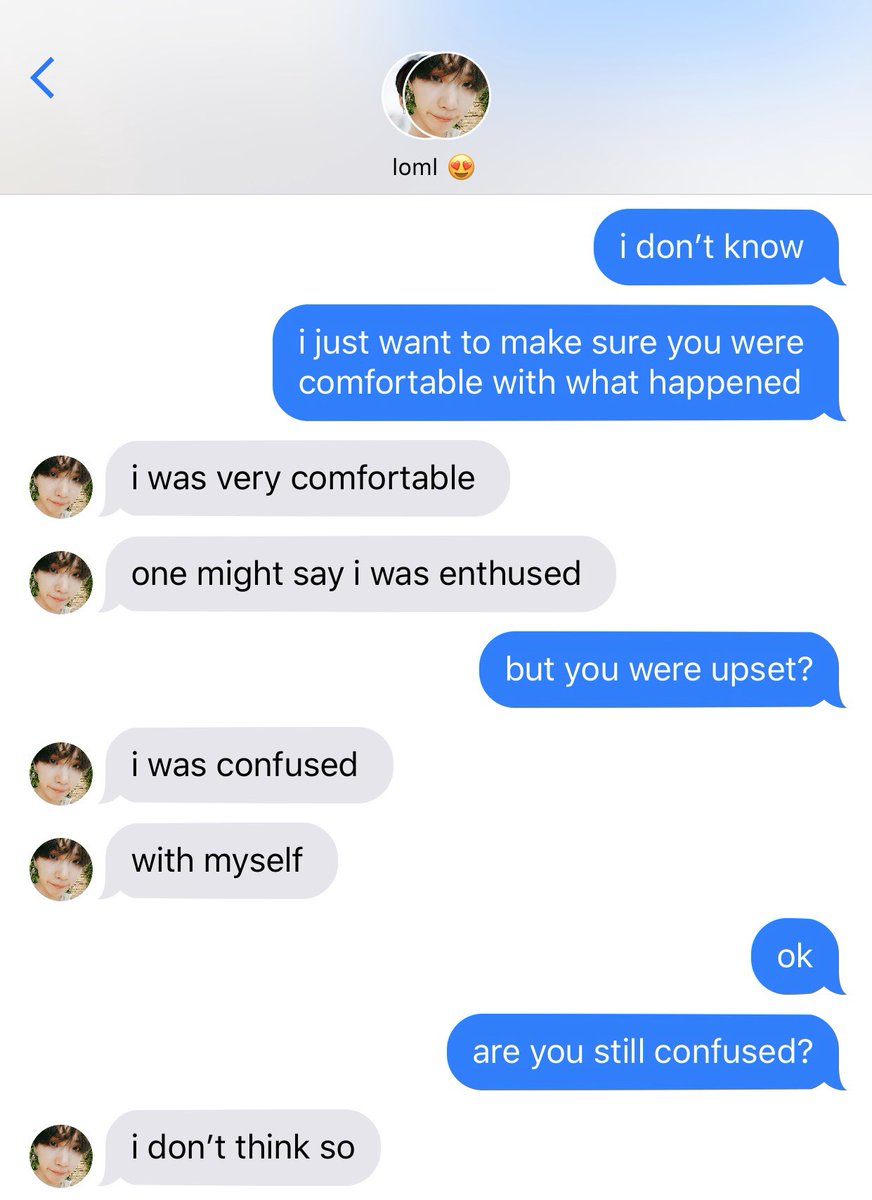 loml 😍
i don’t know
i just want to make sure you were
comfortable with what happened
i was very comfortable
one might say i was enthused
but you were upset?
i was confused
with myself
ok
are you still confused?
i don’t think so